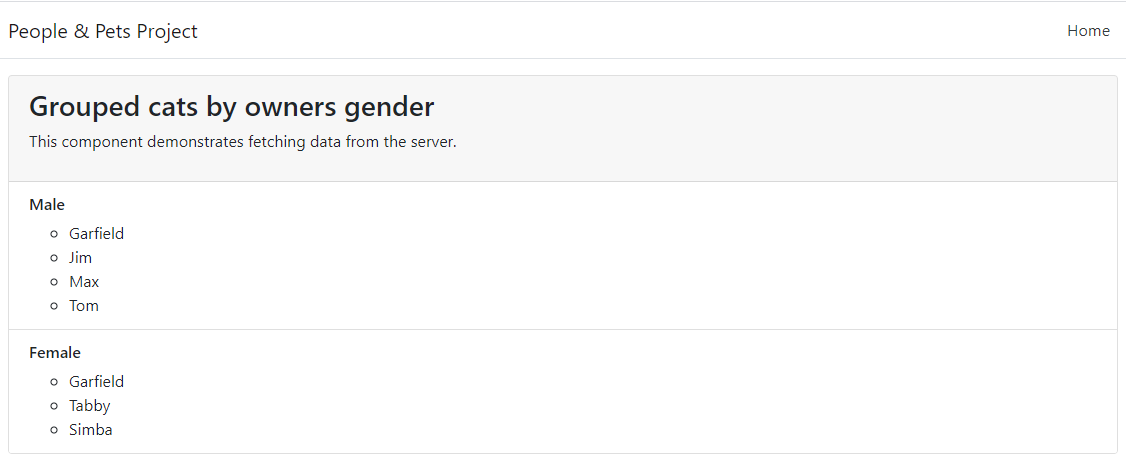 People & Pets Project
Home
Grouped cats by owners gender
This component demonstrates fetching data from the server.
Male
Garfield
Jim
Max
Tom
Female
Garfield
Tabby
Simba